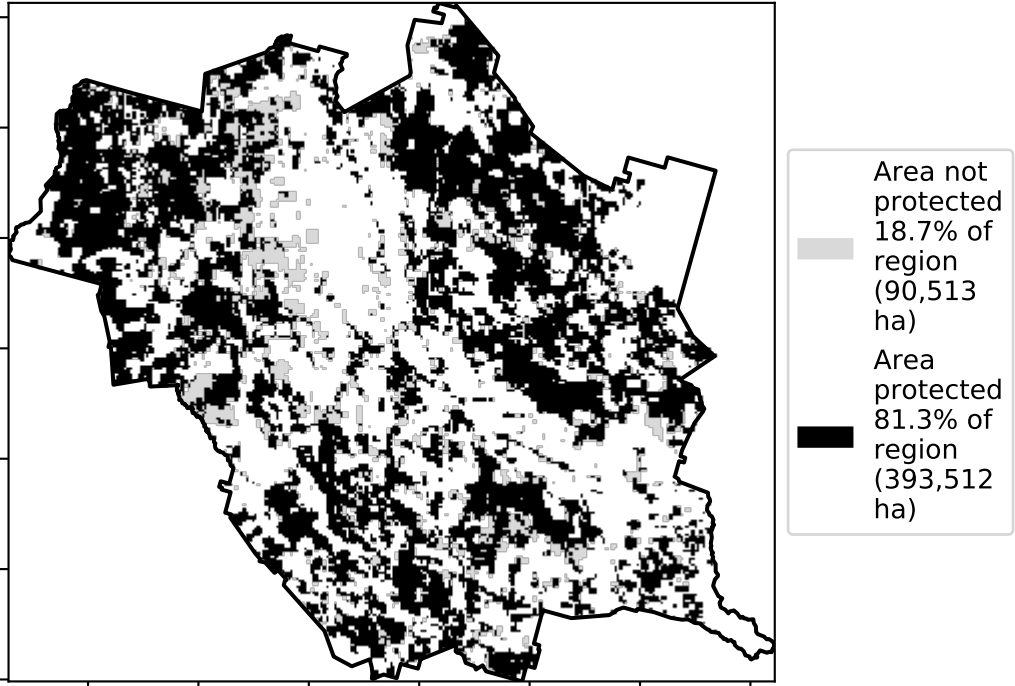 Area not
protected
18.7% of
region
(90,513
ha)
Area
protected
81.3% of
region
(393,512
ha)